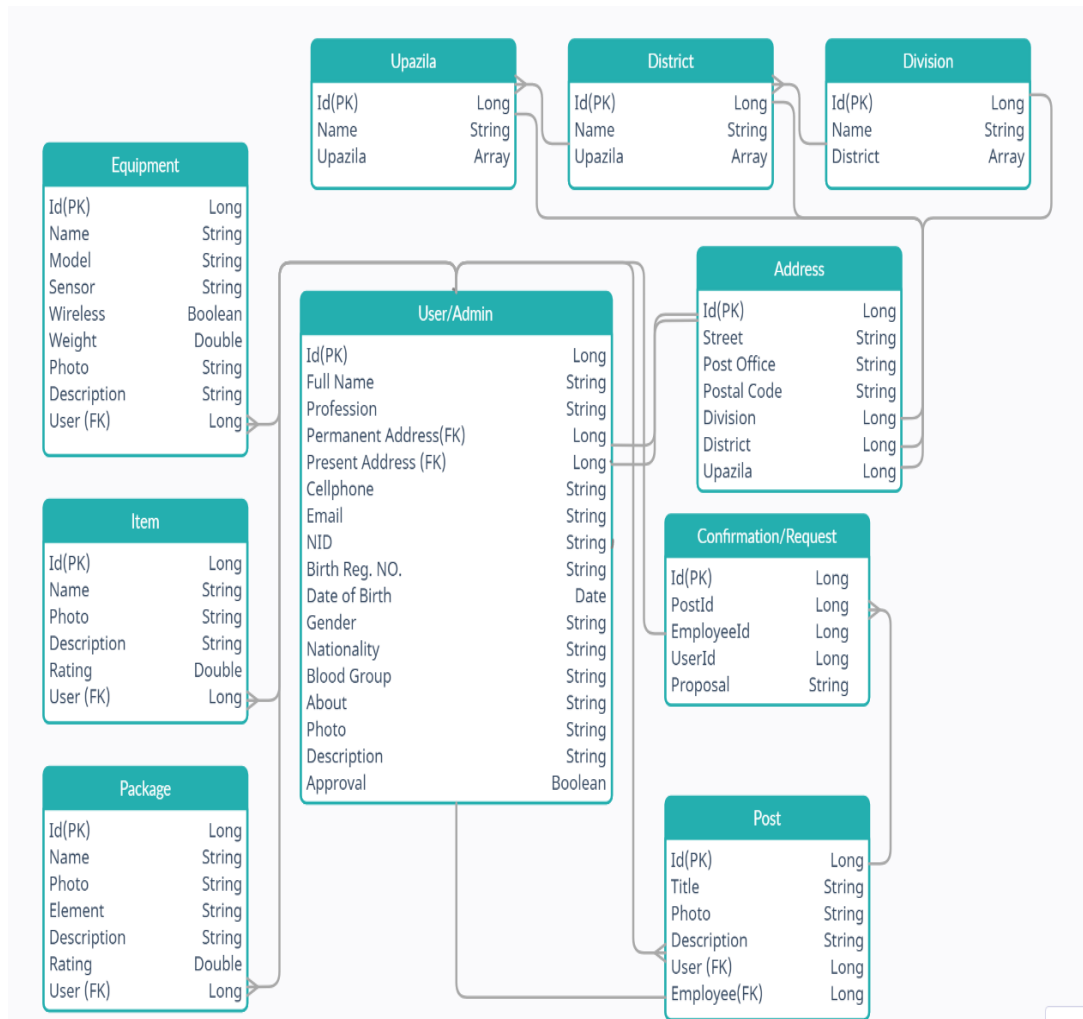 Upazila
Id(PK) Long
Name String
Upazila Array
District
Id(PK) Long
Name String
Upazila Array
Division
Id(PK) Long
Name String
District Array
Equipment
Id(PK) Long
Name String
Model String
Sensor String
Wireless Boolean
Weight Double
Photo String
Description String
User (FK) Long
User/Admin
Id(PK) Long
Full Name String
Profession String
Permanent Address(FK) Long
Present Address (FK) Long
Cellphone String
Email String
NID String
Birth Reg. NO. String
Date of Birth Date
Gender String
Nationality String
Blood Group String
About String
Photo String
Description String
Approval Boolean
Address
Id(PK) Long
Street String
Post Office String
Postal Code String
Division Long
District Long
Upazila Long
Item
Id(PK) Long
Name String
Photo String
Description String
Rating Double
User (FK) Long
Confirmation/Request
Id(PK) Long
PostId Long
EmployeeId Long
UserId Long
Proposal String
Package
Id(PK) Long
Name String
Photo String
Element String
Description String
Rating Double
User (FK) Long
Post
Id(PK) Long
Title String
Photo String
Description String
User (FK) Long
Employee(FK) Long